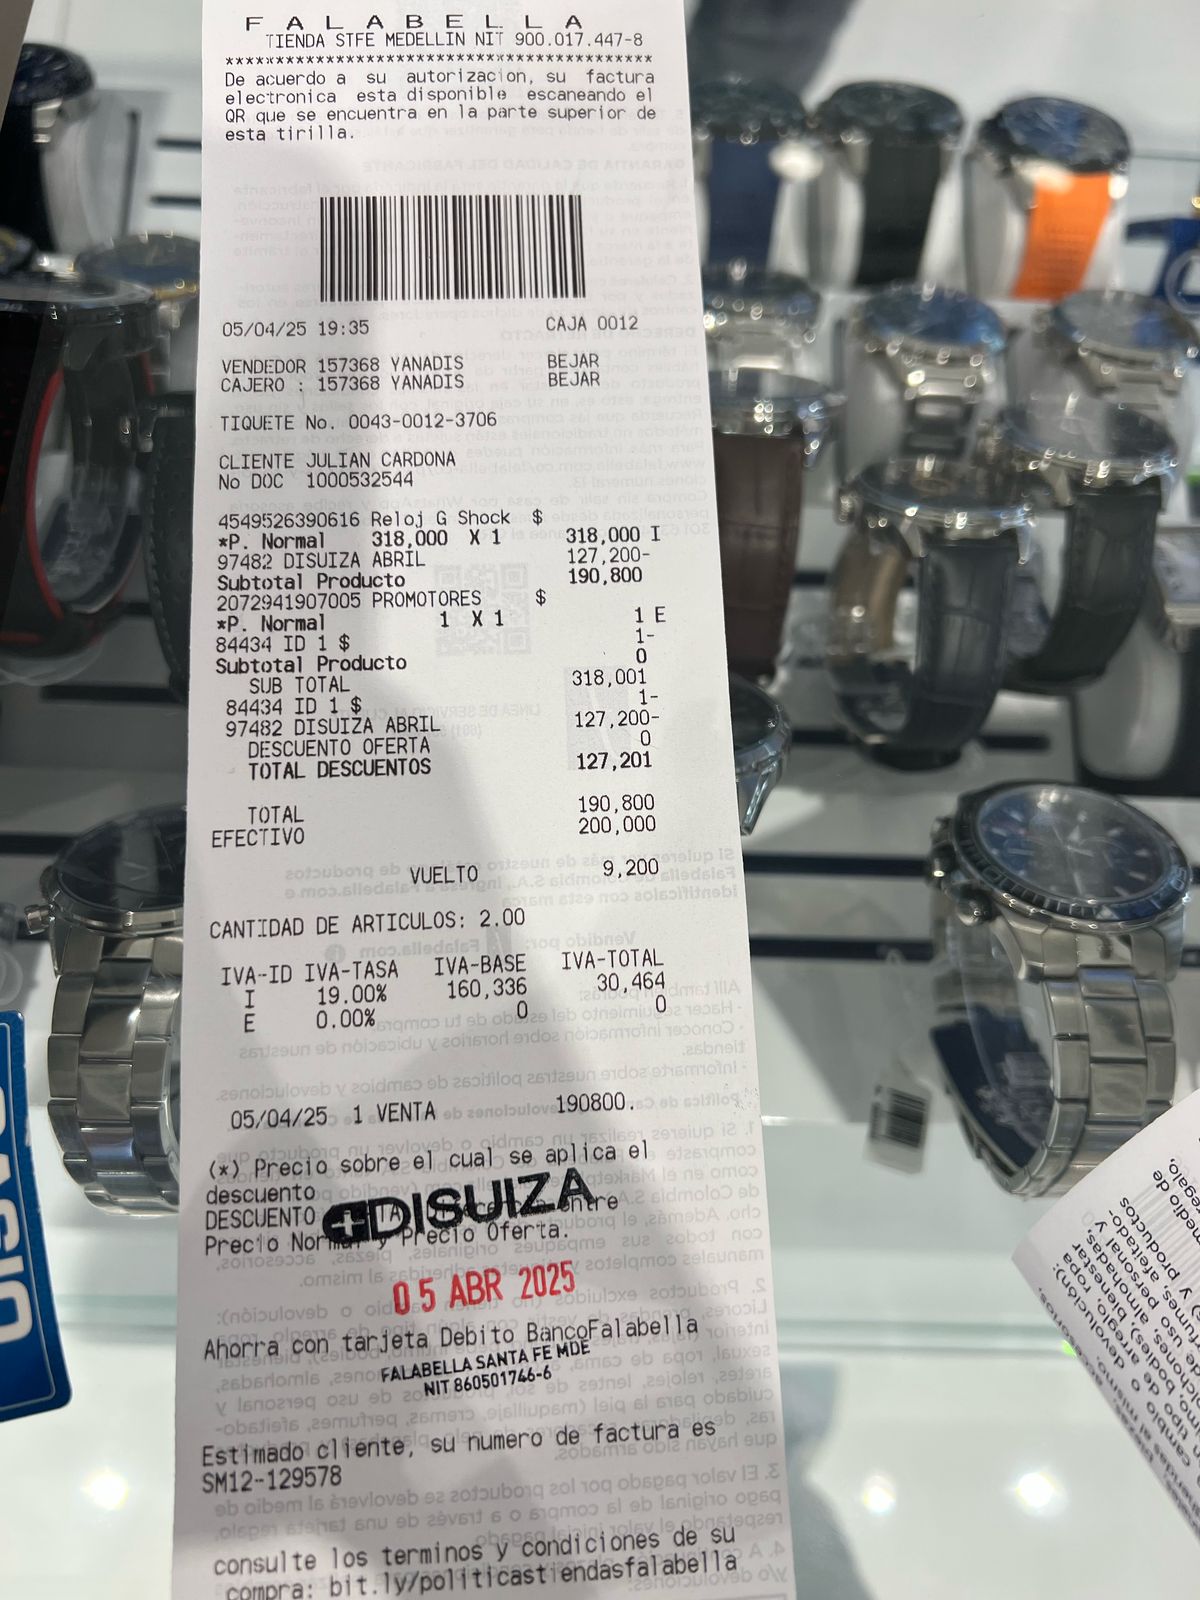 FALABELLA
TIENDA STFE MEDELLIN NIT 900.017.447-8
******************************************
De acuerdo a su autorizacion, su factura
electronica esta disponible escaneando el
QR que se encuentra en la parte superior de
esta tirilla.
05/04/25 19:35 CAJA 0012
VENDEDOR 157368 YANADIS BEJAR
CAJERO : 157368 YANADIS BEJAR
TIQUETE No. 0043-0012-3706
CLIENTE JULIAN CARDONA
No DOC 1000532544
4549526390616 Reloj G Shock $
*P. Normal 318,000 X 1 318,000 I
97482 DISUIZA ABRIL 127,200-
Subtotal Producto 190,800
2072941907005 PROMOTORES $
*P. Normal 1 X 1 1 E
84434 ID 1 $ 1-
Subtotal Producto 0
SUB TOTAL 318,001
84434 ID 1 $ 1-
97482 DISUIZA ABRIL 127,200-
DESCUENTO OFERTA 0
TOTAL DESCUENTOS 127,201
TOTAL 190,800
EFECTIVO 200,000
VUELTO 9,200
CANTIDAD DE ARTICULOS: 2.00
IVA-ID IVA-TASA IVA-BASE IVA-TOTAL
I 19.00% 160,336 30,464
E 0.00% 0 0
05/04/25 1 VENTA 190800.
(*) Precio sobre el cual se aplica el
descuento
DESCUENTO entre
Precio Normal y Precio Oferta.
DISUIZA
05 ABR 2025
Ahorra con tarjeta Debito BancoFalabella
FALABELLA SANTA FE MDE
NIT 860501746-6
Estimado cliente, su numero de factura es
SM12-129578
consulte los terminos y condiciones de su
compra: bit.ly/politicastiendasfalabella